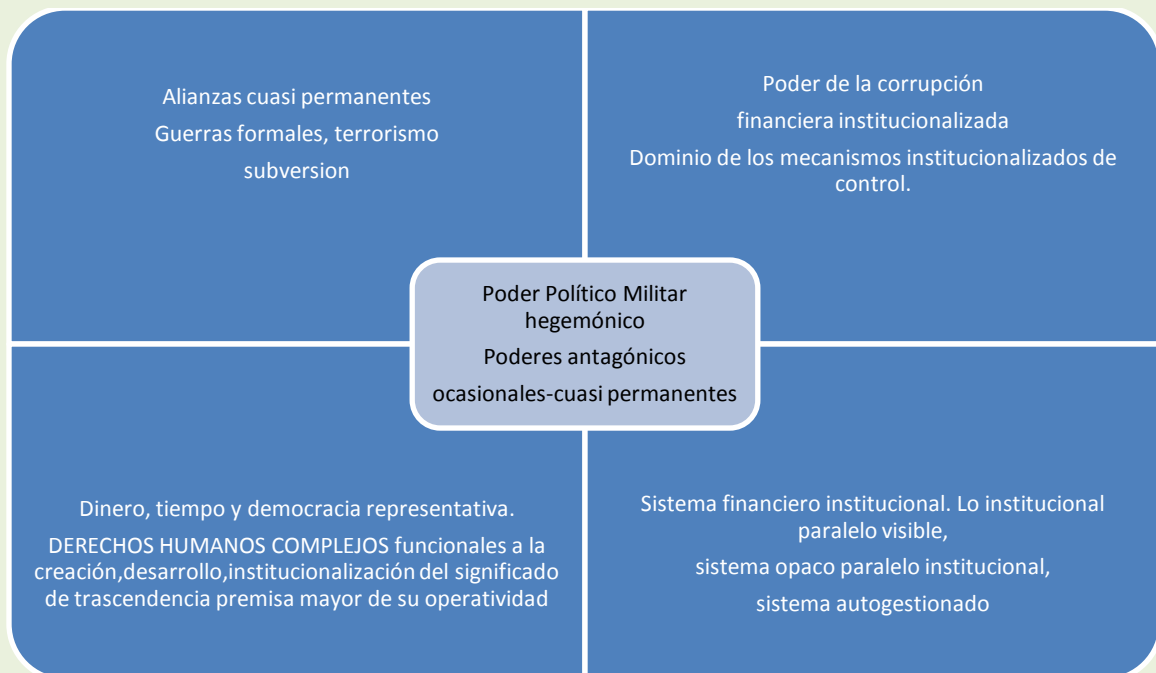 Alianzas cuasi permanentes
Guerras formales, terrorismo
subversion
Poder de la corrupción
financiera institucionalizada
Dominio de los mecanismos institucionalizados de
control.
Poder Político Militar
hegemónico
Poderes antagónicos
ocasionales-cuasi permanentes
Dinero, tiempo y democracia representativa.
DERECHOS HUMANOS COMPLEJOS funcionales a la
creación,desarrollo,institucionalización del significado
de trascendencia premisa mayor de su operatividad
Sistema financiero institucional. Lo institucional
paralelo visible,
sistema opaco paralelo institucional,
sistema autogestionado